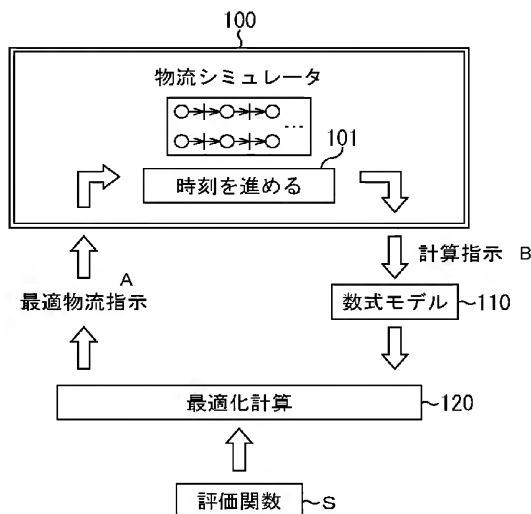 100
物流シミュレータ
…
101
時刻を進める
A
最適物流指示
計算指示 B
数式モデル 110
最適化計算 120
評価関数 S